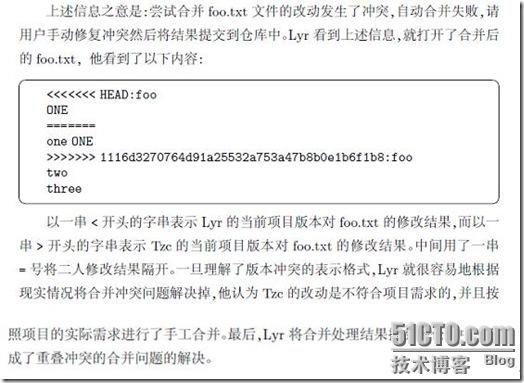 上述信息之意是:尝试合并 foo.txt 文件的改动发生了冲突,自动合并失败,请
用户手动修复冲突然后将结果提交到仓库中。Lyr 看到上述信息,就打开了合并后
的 foo.txt, 他看到了以下内容:
<<<<<<< HEAD:foo
ONE
=======
one ONE
>>>>>>> 1116d3270764d91a25532a753a47b8b0e1b6f1b8:foo
two
three
以一串 < 开头的字串表示 Lyr 的当前项目版本对 foo.txt 的修改结果,而以一
串 > 开头的字串表示 Tzc 的当前项目版本对 foo.txt 的修改结果。中间用了一串
= 号将二人修改结果隔开。一旦理解了版本冲突的表示格式,Lyr 就很容易地根据
现实情况将合并冲突问题解决掉,他认为 Tzc 的改动是不符合项目需求的,并且按
照项目的实际需求进行了手工合并。最后,Lyr 将合并处理结果
成了重叠冲突的合并问题的解决。
51CTO.com
技术博客 Blog